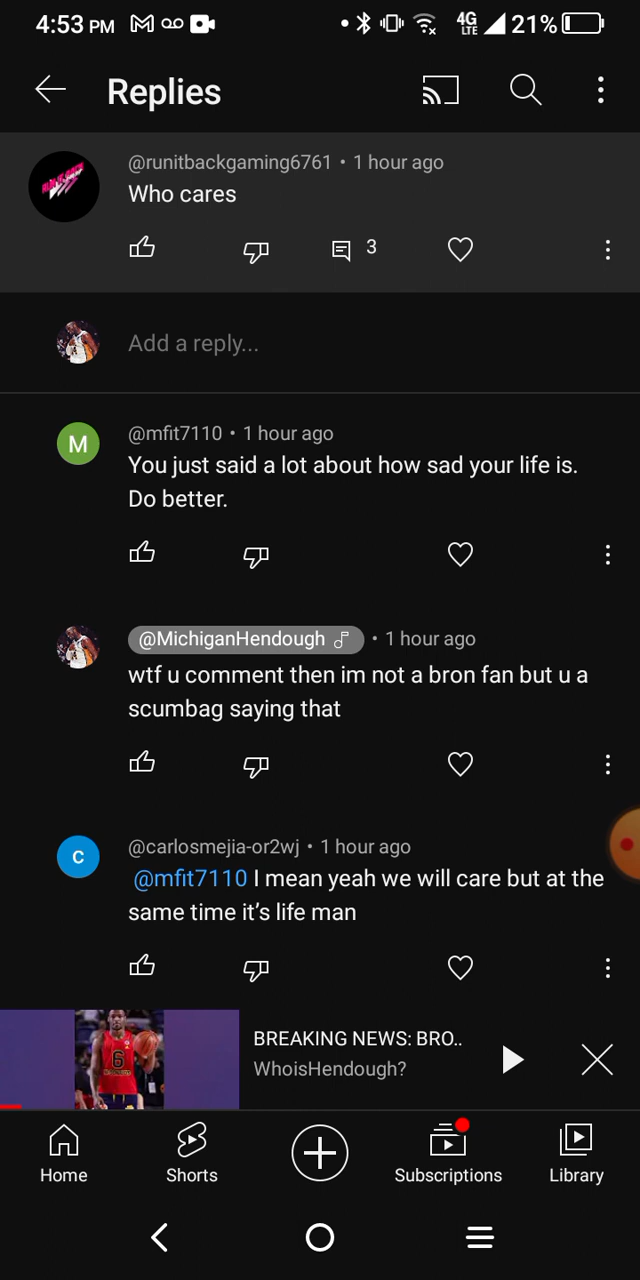 4:53 PM 4G LTE 21%
Replies
@runitbackgaming6761 • 1 hour ago
Who cares
3
Add a reply...
M
@mfit7110 • 1 hour ago
You just said a lot about how sad your life is.
Do better.
@MichiganHendough • 1 hour ago
wtf u comment then im not a bron fan but u a
scumbag saying that
C
@carlosmejia-or2wj • 1 hour ago
@mfit7110 I mean yeah we will care but at the
same time it’s life man
6
BREAKING NEWS: BRO..
WhoisHendough?
Home
Shorts
Subscriptions
Library